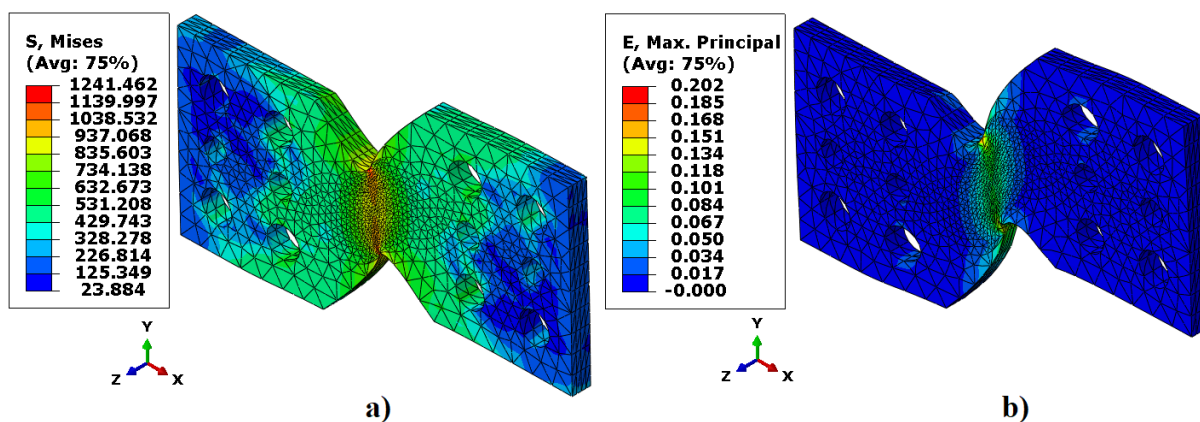 S, Mises
(Avg: 75%)
1241.462
1139.997
1038.532
937.068
835.603
734.138
632.673
531.208
429.743
328.278
226.814
125.349
23.884
Y
Z
X
a)
E, Max. Principal
(Avg: 75%)
0.202
0.185
0.168
0.151
0.134
0.118
0.101
0.084
0.067
0.050
0.034
0.017
-0.000
Y
Z
X
b)